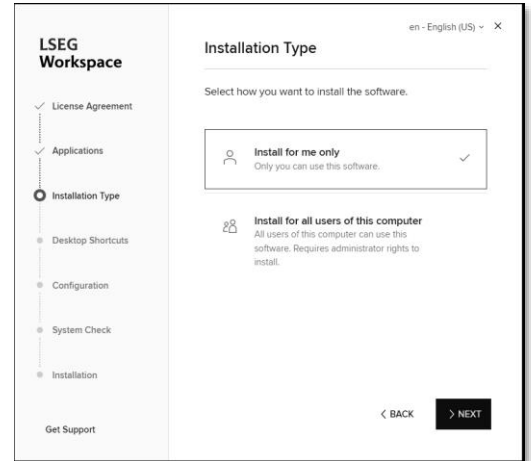 en - English (US)
LSEG
Workspace
License Agreement
Applications
Installation Type
Desktop Shortcuts
Configuration
System Check
Installation
Get Support
Installation Type
Select how you want to install the software.
Install for me only
Only you can use this software.
Install for all users of this computer
All users of this computer can use this
software. Requires administrator rights to
install.
< BACK
> NEXT